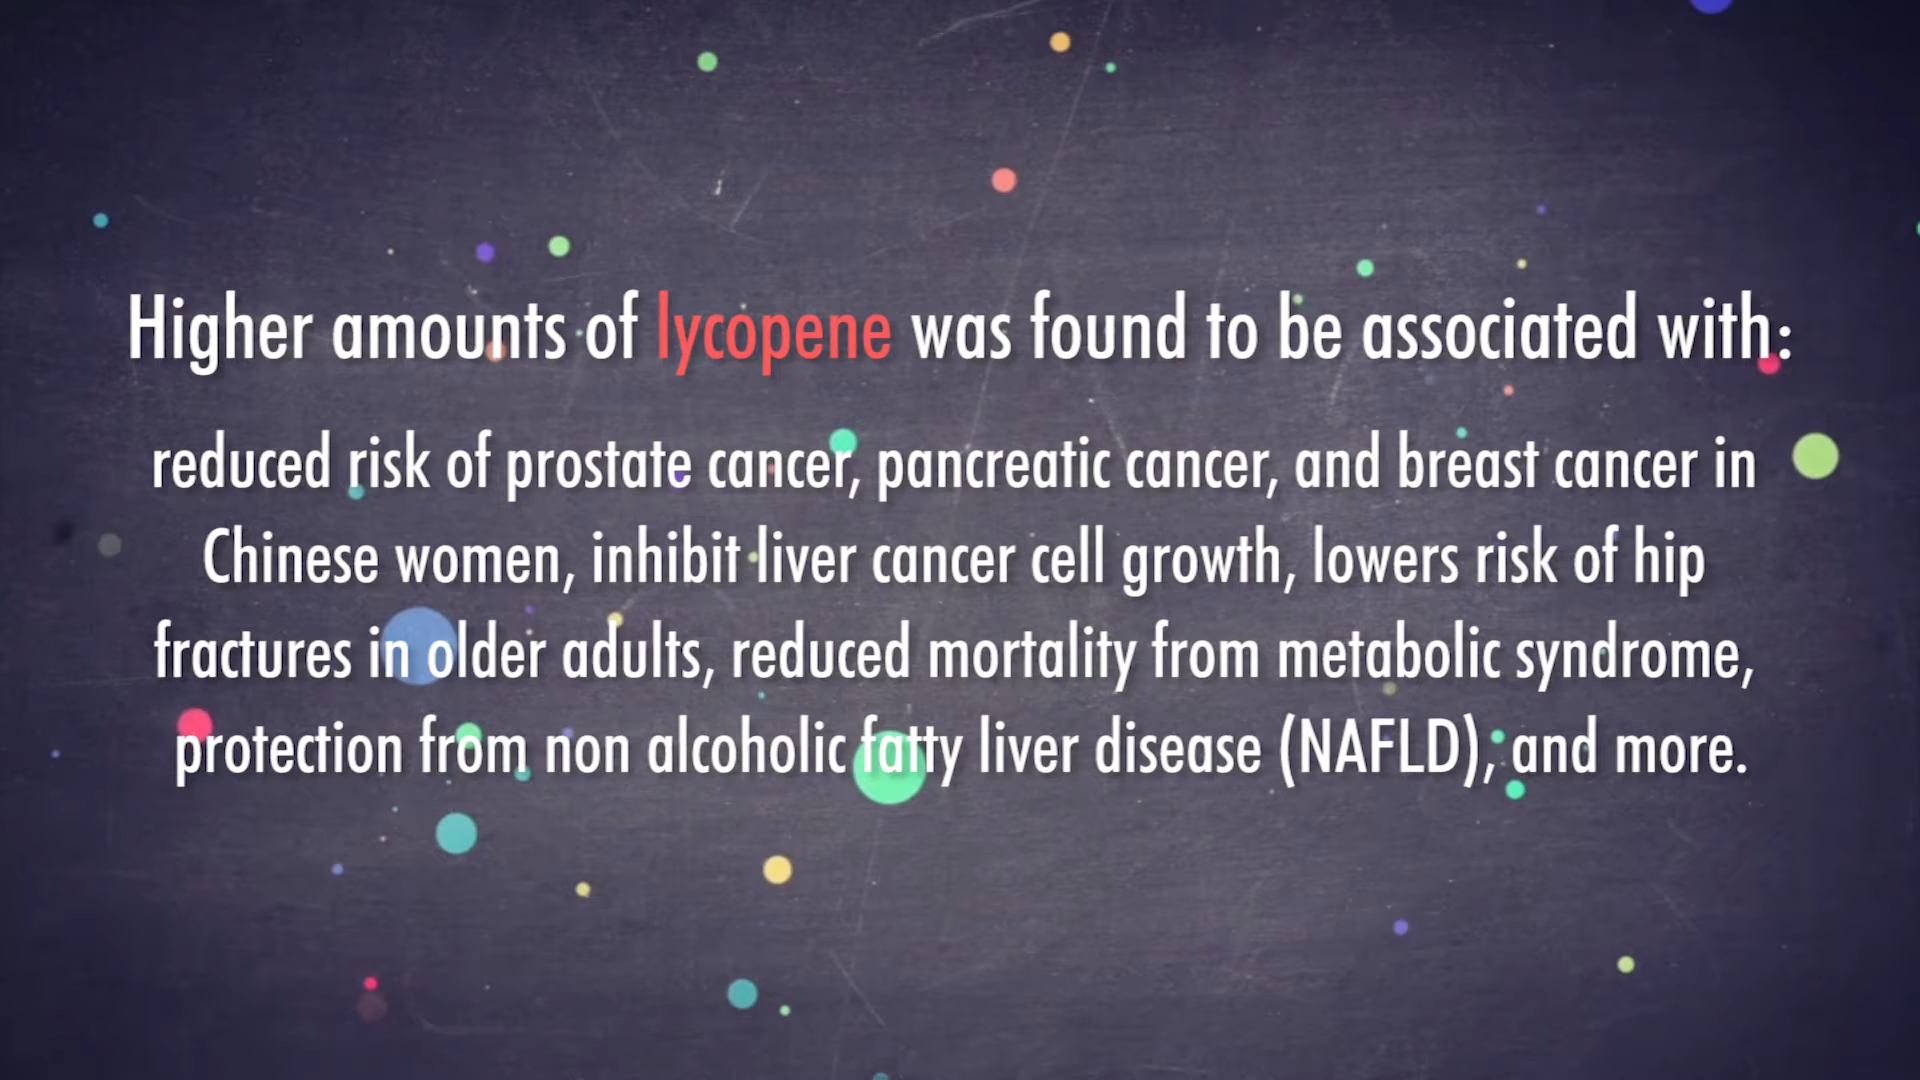 Higher amounts of lycopene was found to be associated with:
reduced risk of prostate cancer, pancreatic cancer, and breast cancer in
Chinese women, inhibit liver cancer cell growth, lowers risk of hip
fractures in older adults, reduced mortality from metabolic syndrome,
protection from non alcoholic fatty liver disease (NAFLD), and more.